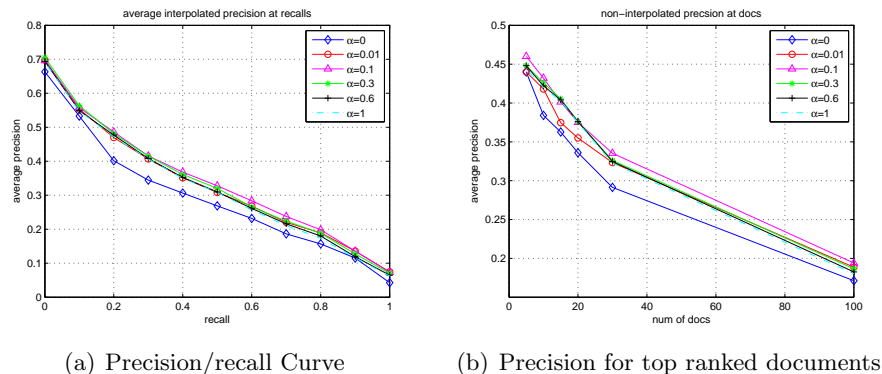 average interpolated precision at recalls
0.8
0.7
0.6
0.5
0.4
0.3
0.2
0.1
0
average precision
0 0.2 0.4 0.6 0.8 1
recall
α=0
α=0.01
α=0.1
α=0.3
α=0.6
α=1
(a) Precision/recall Curve
non−interpolated precsion at docs
0.5
0.45
0.4
0.35
0.3
0.25
0.2
average precision
0 20 40 60 80 100
num of docs
α=0
α=0.01
α=0.1
α=0.3
α=0.6
α=1
(b) Precision for top ranked documents